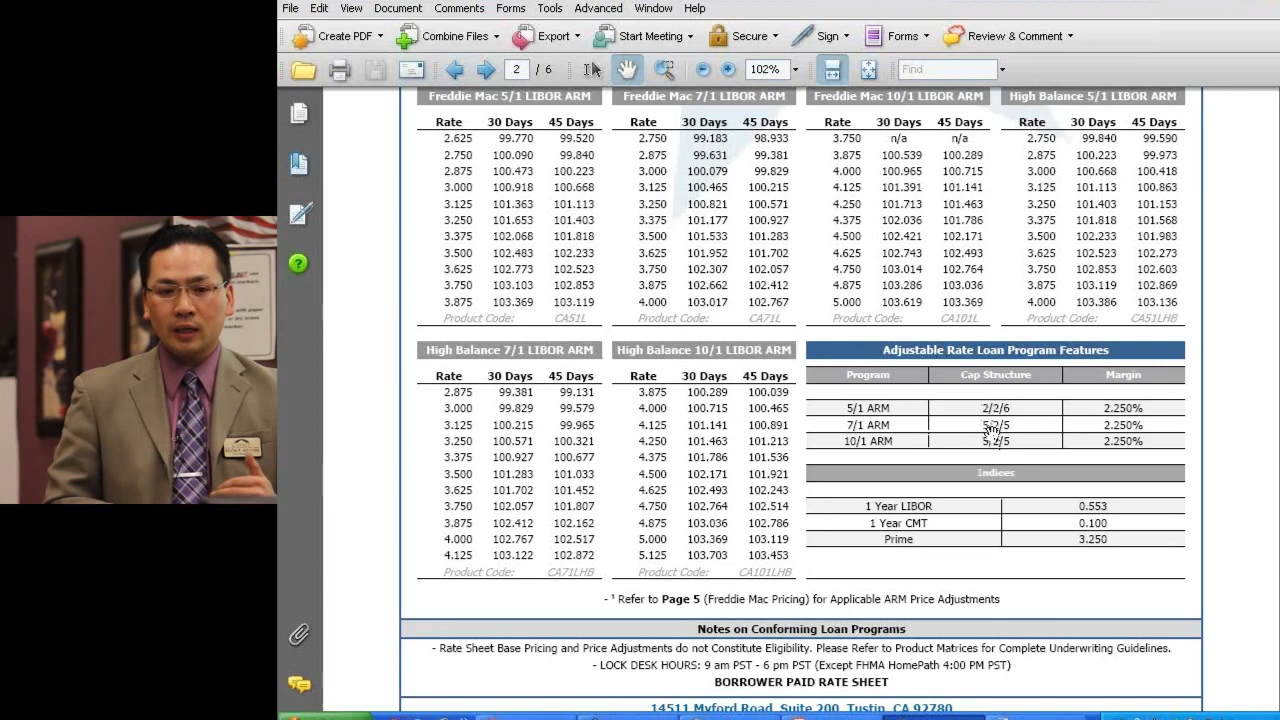 File Edit View Document Comments Forms Tools Advanced Window Help
Create PDF Combine Files Export Start Meeting Secure Sign Forms Review & Comment
2 / 6 102% Find
Freddie Mac 5/1 LIBOR ARM Freddie Mac 7/1 LIBOR ARM Freddie Mac 10/1 LIBOR ARM High Balance 5/1 LIBOR ARM
Rate 30 Days 45 Days Rate 30 Days 45 Days Rate 30 Days 45 Days Rate 30 Days 45 Days
2.625 99.770 99.520 2.750 99.183 98.933 3.750 n/a n/a 2.750 99.840 99.590
2.750 100.090 99.840 2.875 99.631 99.381 3.875 100.539 100.289 2.875 100.223 99.973
2.875 100.473 100.223 3.000 100.079 99.829 4.000 100.965 100.715 3.000 100.668 100.418
3.000 100.918 100.668 3.125 100.465 100.215 4.125 101.391 101.141 3.125 101.113 100.863
3.125 101.363 101.113 3.250 100.821 100.571 4.250 101.713 101.463 3.250 101.403 101.153
3.250 101.653 101.403 3.375 101.177 100.927 4.375 102.036 101.786 3.375 101.818 101.568
3.375 102.068 101.818 3.500 101.533 101.283 4.500 102.421 102.171 3.500 102.233 101.983
3.500 102.483 102.233 3.625 101.952 101.702 4.625 102.743 102.493 3.625 102.523 102.273
3.625 102.773 102.523 3.750 102.307 102.057 4.750 103.014 102.764 3.750 102.853 102.603
3.750 103.103 102.853 3.875 102.662 102.412 4.875 103.286 103.036 3.875 103.119 102.869
3.875 103.369 103.119 4.000 103.017 102.767 5.000 103.619 103.369 4.000 103.386 103.136
Product Code: CA51L Product Code: CA71L Product Code: CA101L Product Code: CA51LHB
High Balance 7/1 LIBOR ARM High Balance 10/1 LIBOR ARM Adjustable Rate Loan Program Features
Rate 30 Days 45 Days Rate 30 Days 45 Days Program Cap Structure Margin
2.875 99.381 99.131 3.875 100.289 100.039
3.000 99.829 99.579 4.000 100.715 100.465 5/1 ARM 2/2/6 2.250%
3.125 100.215 99.965 4.125 101.141 100.891 7/1 ARM 5/2/5 2.250%
3.250 100.571 100.321 4.250 101.463 101.213 10/1 ARM 5/2/5 2.250%
3.375 100.927 100.677 4.375 101.786 101.536
3.500 101.283 101.033 4.500 102.171 101.921 Indices
3.625 101.702 101.452 4.625 102.493 102.243
3.750 102.057 101.807 4.750 102.764 102.514 1 Year LIBOR 0.553
3.875 102.412 102.162 4.875 103.036 102.786 1 Year CMT 0.100
4.000 102.767 102.517 5.000 103.369 103.119 Prime 3.250
4.125 103.122 102.872 5.125 103.703 103.453
Product Code: CA71LHB Product Code: CA101LHB
- ¹ Refer to Page 5 (Freddie Mac Pricing) for Applicable ARM Price Adjustments
Notes on Conforming Loan Programs
- Rate Sheet Base Pricing and Price Adjustments do not Constitute Eligibility. Please Refer to Product Matrices for Complete Underwriting Guidelines.
- LOCK DESK HOURS: 9 am PST - 6 pm PST (Except FHMA HomePath 4:00 PM PST)
BORROWER PAID RATE SHEET
14511 Myford Road, Suite 200, Tustin, CA 92780